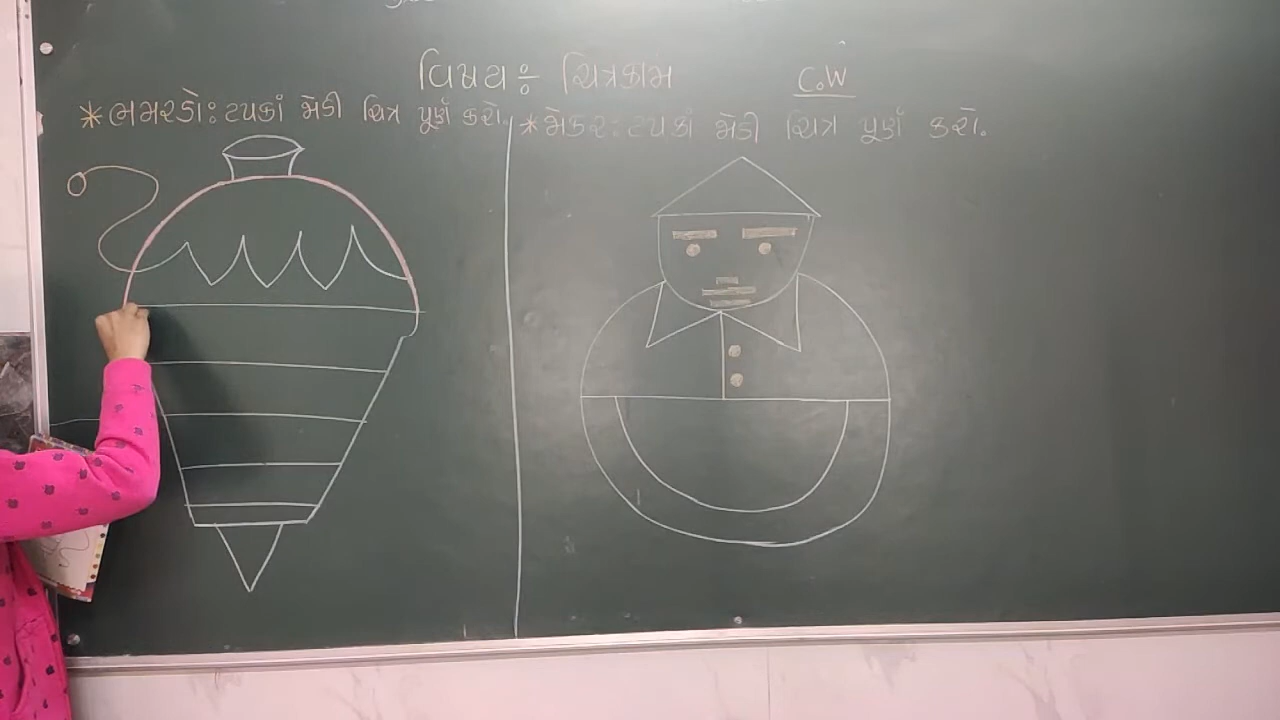 વિષય : ચિત્રકામ
C.W
* ભમરડો : ટપકાં જોડી ચિત્ર પૂર્ણ કરો.
* જોકર : ટપકાં જોડી ચિત્ર પૂર્ણ કરો.